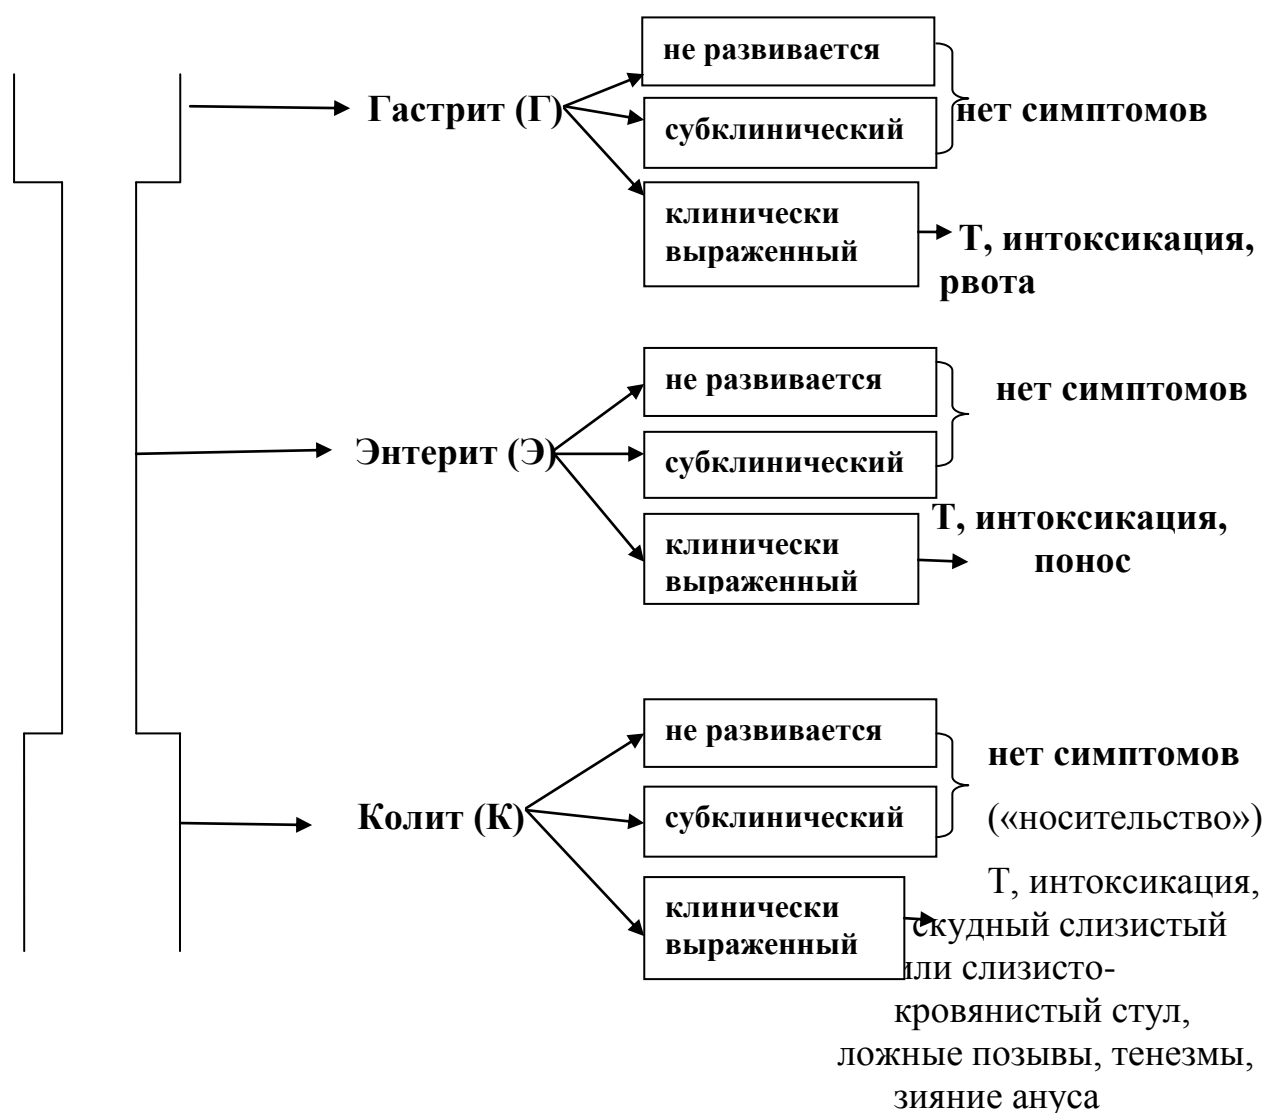 не развивается
Гастрит (Г)
нет симптомов
субклинический
клинически
выраженный
Т, интоксикация,
рвота
не развивается
нет симптомов
Энтерит (Э)
субклинический
Т, интоксикация,
понос
клинически
выраженный
не развивается
нет симптомов
Колит (К)
субклинический
(«носительство»)
клинически
выраженный
Т, интоксикация,
скудный слизистый
или слизисто-
кровянистый стул,
ложные позывы, тенезмы,
зияние ануса